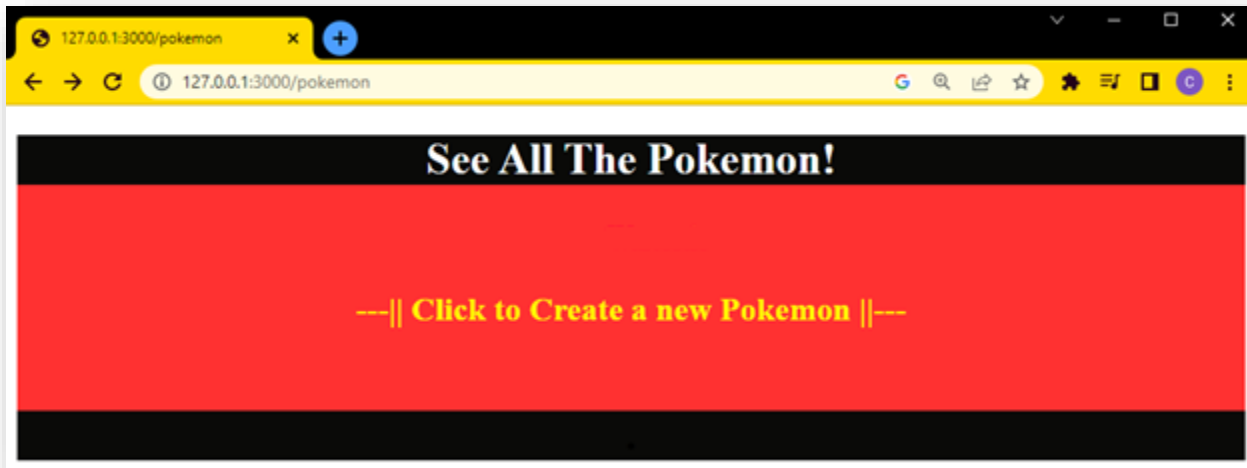 127.0.0.1:3000/pokemon
127.0.0.1:3000/pokemon
C
See All The Pokemon!
---|| Click to Create a new Pokemon ||---